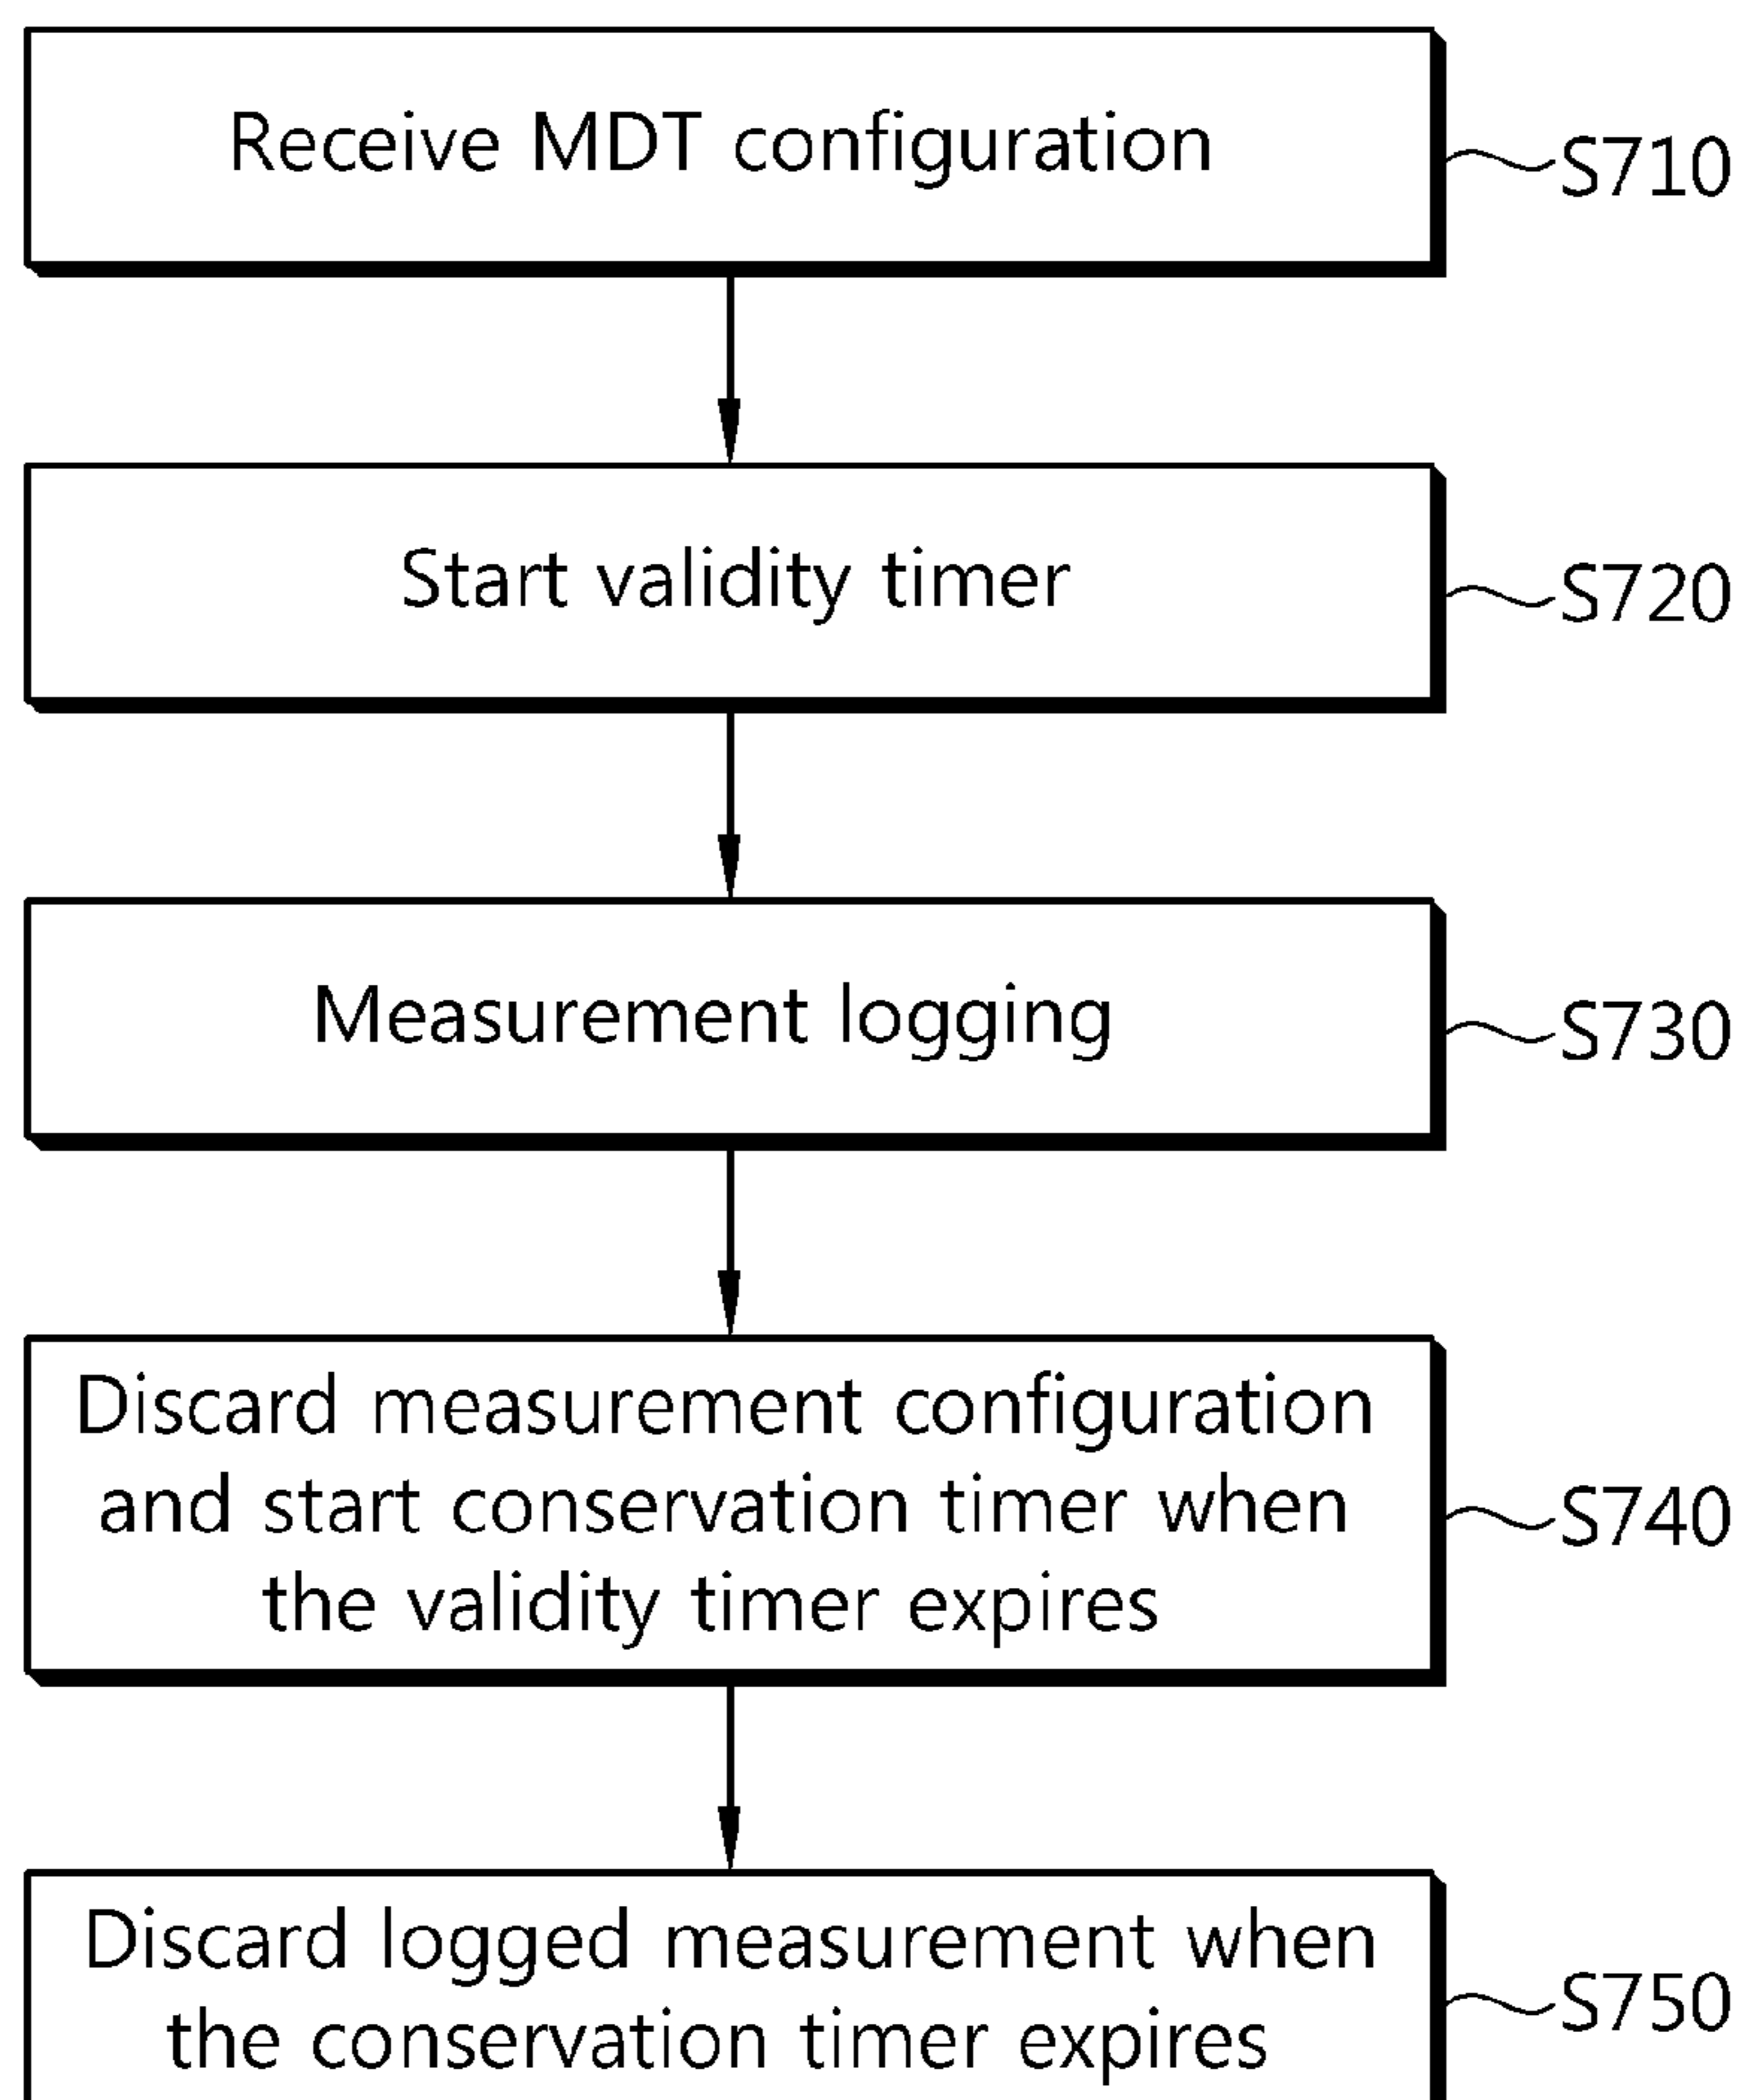 Receive MDT configuration
S710
Start validity timer
S720
Measurement logging
S730
Discard measurement configuration
and start conservation timer when
the validity timer expires
S740
Discard logged measurement when
the conservation timer expires
S750